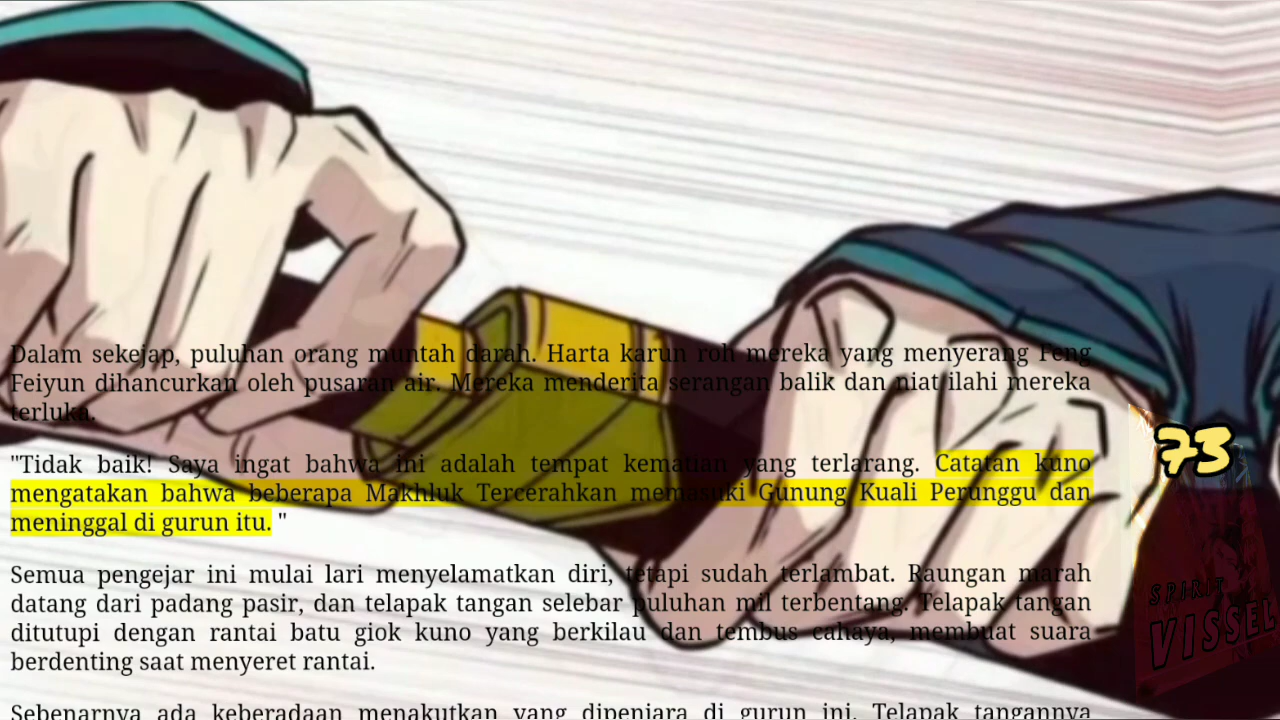 Dalam sekejap, puluhan orang muntah darah. Harta karun roh mereka yang menyerang Feng
Feiyun dihancurkan oleh pusaran air. Mereka menderita serangan balik dan niat ilahi mereka
terluka.
"Tidak baik! Saya ingat bahwa ini adalah tempat kematian yang terlarang. Catatan kuno
mengatakan bahwa beberapa Makhluk Tercerahkan memasuki Gunung Kuali Perunggu dan
meninggal di gurun itu. "
73
Semua pengejar ini mulai lari menyelamatkan diri, tetapi sudah terlambat. Raungan marah
datang dari padang pasir, dan telapak tangan selebar puluhan mil terbentang. Telapak tangan
ditutupi dengan rantai batu giok kuno yang berkilau dan tembus cahaya, membuat suara
berdenting saat menyeret rantai.
SPIRIT
VISSEL
Sebenarnya ada keberadaan menakutkan yang dipenjara di gurun ini. Telapak tangannya